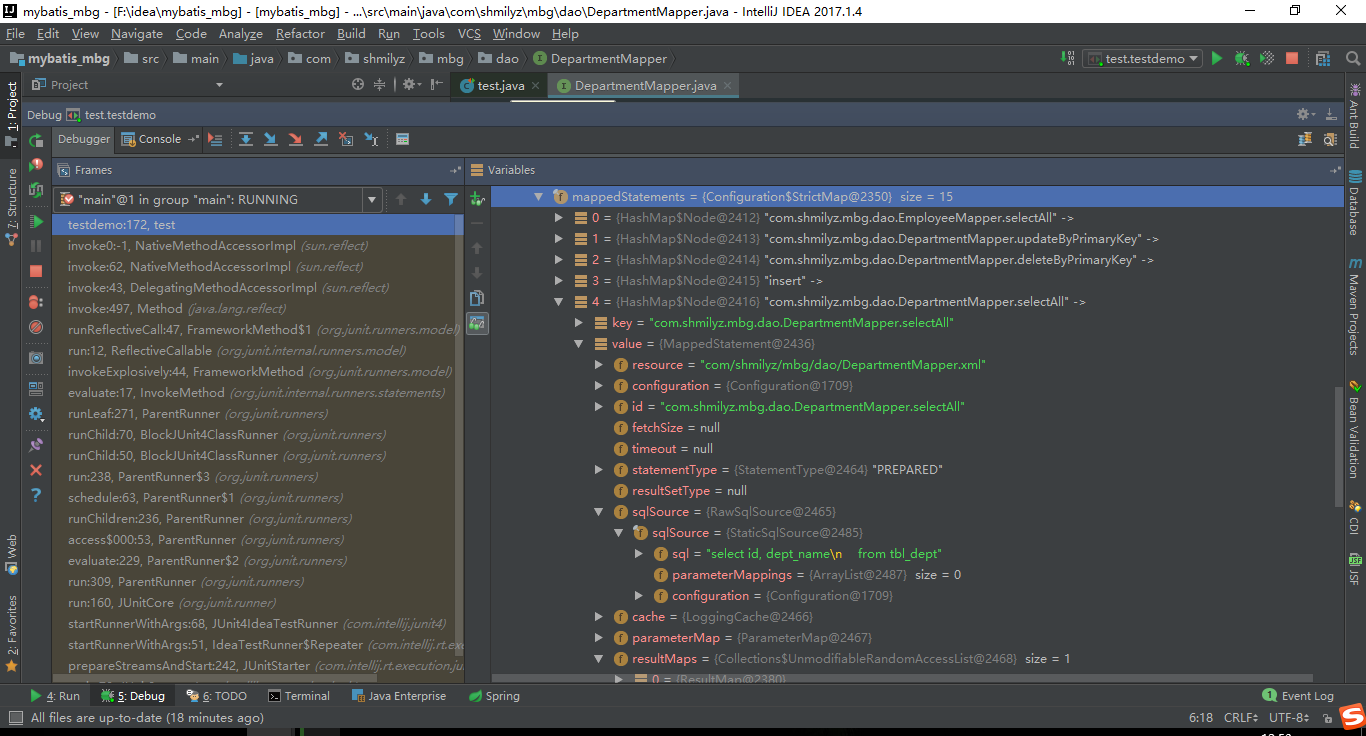 mybatis_mbg - [F:\idea\mybatis_mbg] - [mybatis_mbg] - ...\src\main\java\com\shmilyz\mbg\dao\DepartmentMapper.java - IntelliJ IDEA 2017.1.4
File Edit View Navigate Code Analyze Refactor Build Run Tools VCS Window Help
mybatis_mbg src main java com shmilyz mbg dao DepartmentMapper test.testdemo
Project test.java DepartmentMapper.java
Debug test.testdemo
Debugger Console
Frames
"main"@1 in group "main": RUNNING
testdemo:172, test
invoke0:-1, NativeMethodAccessorImpl (sun.reflect)
invoke:62, NativeMethodAccessorImpl (sun.reflect)
invoke:43, DelegatingMethodAccessorImpl (sun.reflect)
invoke:497, Method (java.lang.reflect)
runReflectiveCall:47, FrameworkMethod$1 (org.junit.runners.model)
run:12, ReflectiveCallable (org.junit.internal.runners.model)
invokeExplosively:44, FrameworkMethod (org.junit.runners.model)
evaluate:17, InvokeMethod (org.junit.internal.runners.statements)
runLeaf:271, ParentRunner (org.junit.runners)
runChild:70, BlockJUnit4ClassRunner (org.junit.runners)
runChild:50, BlockJUnit4ClassRunner (org.junit.runners)
run:238, ParentRunner$3 (org.junit.runners)
schedule:63, ParentRunner$1 (org.junit.runners)
runChildren:236, ParentRunner (org.junit.runners)
access$000:53, ParentRunner (org.junit.runners)
evaluate:229, ParentRunner$2 (org.junit.runners)
run:309, ParentRunner (org.junit.runners)
run:160, JUnitCore (org.junit.runner)
startRunnerWithArgs:68, JUnit4IdeaTestRunner (com.intellij.junit4)
startRunnerWithArgs:51, IdeaTestRunner$Repeater (com.intellij.rt.exe
prepareStreamsAndStart:242, JUnitStarter (com.intellij.rt.execution.ju
Variables
mappedStatements = {Configuration$StrictMap@2350} size = 15
0 = {HashMap$Node@2412} "com.shmilyz.mbg.dao.EmployeeMapper.selectAll" ->
1 = {HashMap$Node@2413} "com.shmilyz.mbg.dao.DepartmentMapper.updateByPrimaryKey" ->
2 = {HashMap$Node@2414} "com.shmilyz.mbg.dao.DepartmentMapper.deleteByPrimaryKey" ->
3 = {HashMap$Node@2415} "insert" ->
4 = {HashMap$Node@2416} "com.shmilyz.mbg.dao.DepartmentMapper.selectAll" ->
key = "com.shmilyz.mbg.dao.DepartmentMapper.selectAll"
value = {MappedStatement@2436}
resource = "com/shmilyz/mbg/dao/DepartmentMapper.xml"
configuration = {Configuration@1709}
id = "com.shmilyz.mbg.dao.DepartmentMapper.selectAll"
fetchSize = null
timeout = null
statementType = {StatementType@2464} "PREPARED"
resultSetType = null
sqlSource = {RawSqlSource@2465}
sqlSource = {StaticSqlSource@2485}
sql = "select id, dept_name\n from tbl_dept"
parameterMappings = {ArrayList@2487} size = 0
configuration = {Configuration@1709}
cache = {LoggingCache@2466}
parameterMap = {ParameterMap@2467}
resultMaps = {Collections$UnmodifiableRandomAccessList@2468} size = 1
0 = {ResultMap@2380}
1: Project
7: Structure
Web
2: Favorites
Ant Build
Database
Maven Projects
Bean Validation
CDI
JSF
4: Run 5: Debug 6: TODO Terminal Java Enterprise Spring 1 Event Log
All files are up-to-date (18 minutes ago) 6:18 CRLF UTF-8